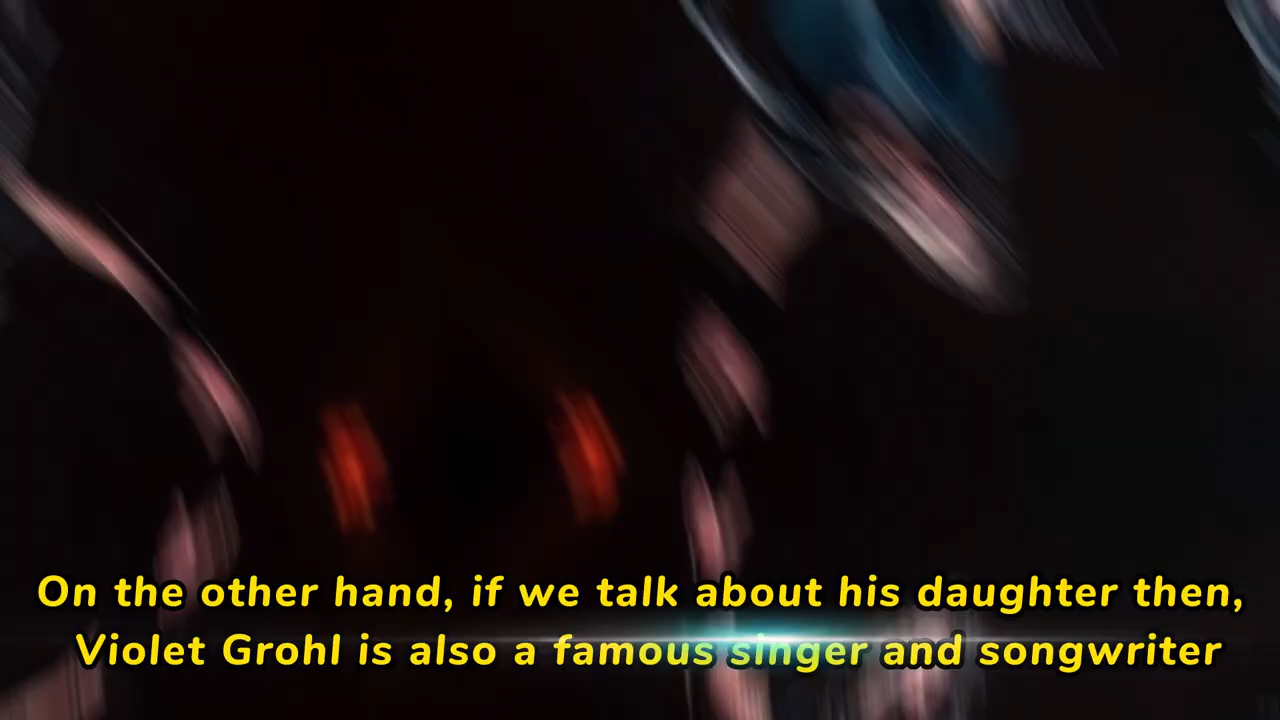 On the other hand, if we talk about his daughter then,
Violet Grohl is also a famous singer and songwriter